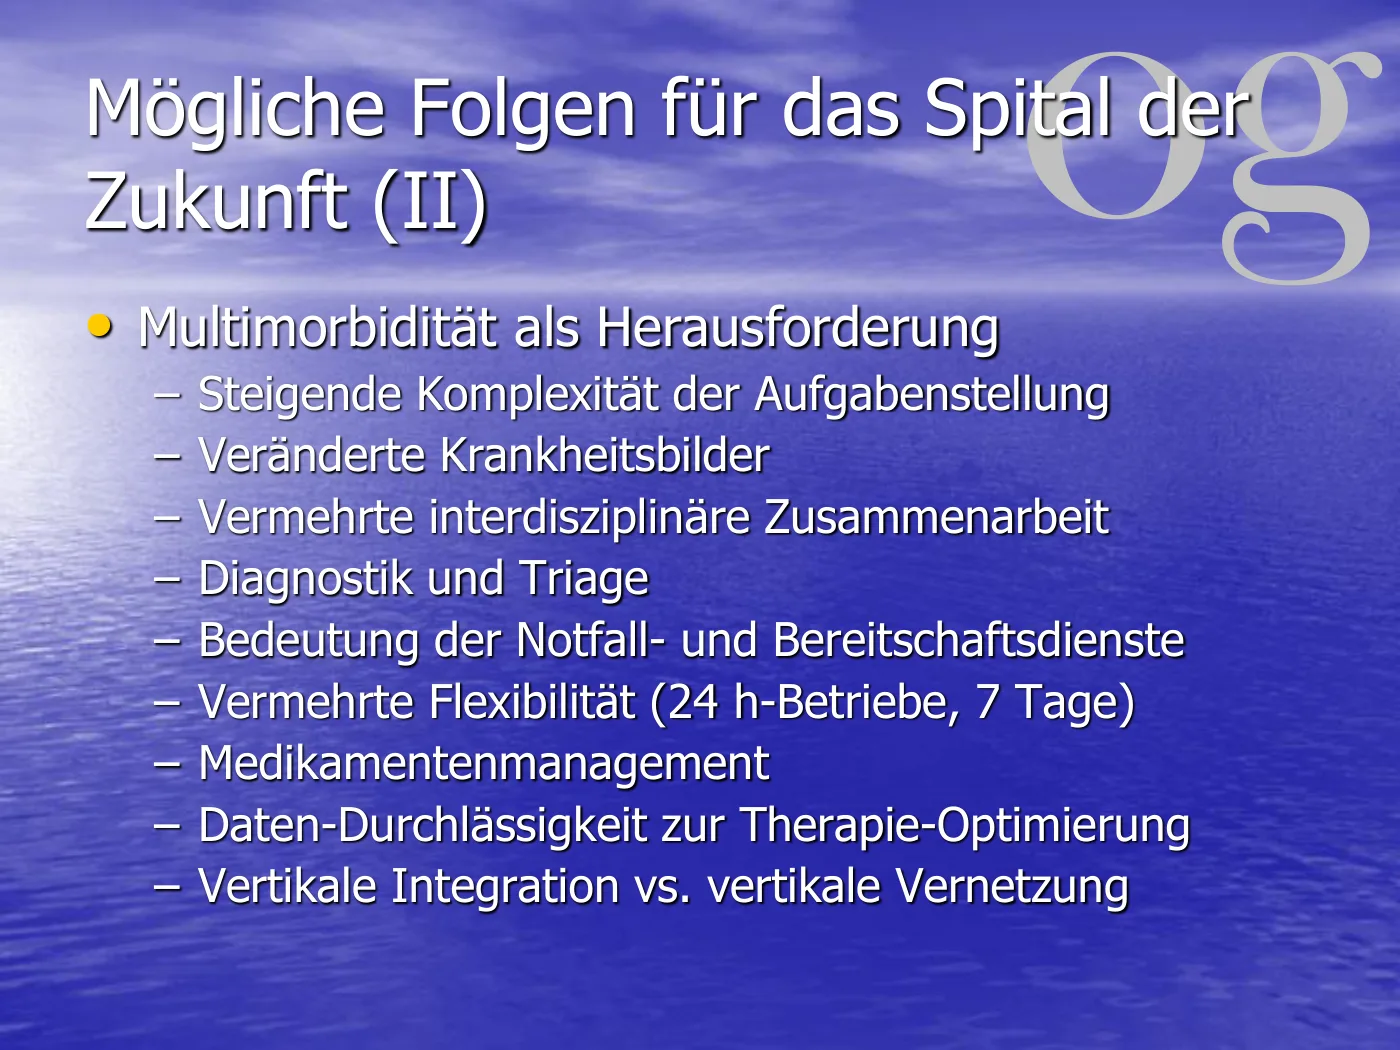 og
Mögliche Folgen für das Spital der
Zukunft (II)
• Multimorbidität als Herausforderung
– Steigende Komplexität der Aufgabenstellung
– Veränderte Krankheitsbilder
– Vermehrte interdisziplinäre Zusammenarbeit
– Diagnostik und Triage
– Bedeutung der Notfall- und Bereitschaftsdienste
– Vermehrte Flexibilität (24 h-Betriebe, 7 Tage)
– Medikamentenmanagement
– Daten-Durchlässigkeit zur Therapie-Optimierung
– Vertikale Integration vs. vertikale Vernetzung